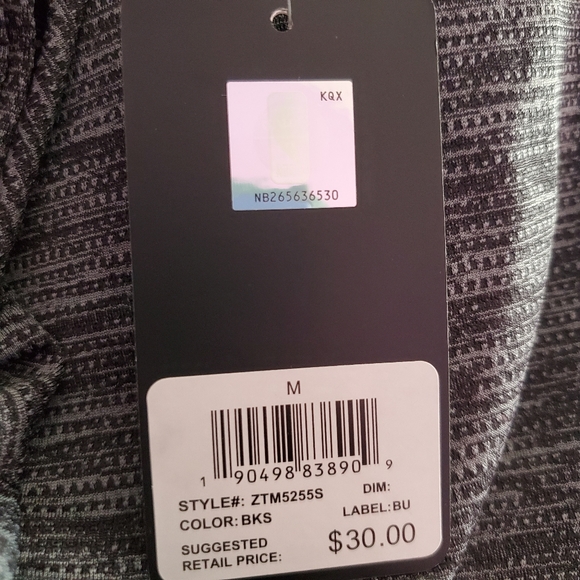 KQX
NB265636530
M
1 90498 83890 9
STYLE#: ZTM5255S DIM:
COLOR: BKS LABEL: BU
SUGGESTED
RETAIL PRICE: $30.00